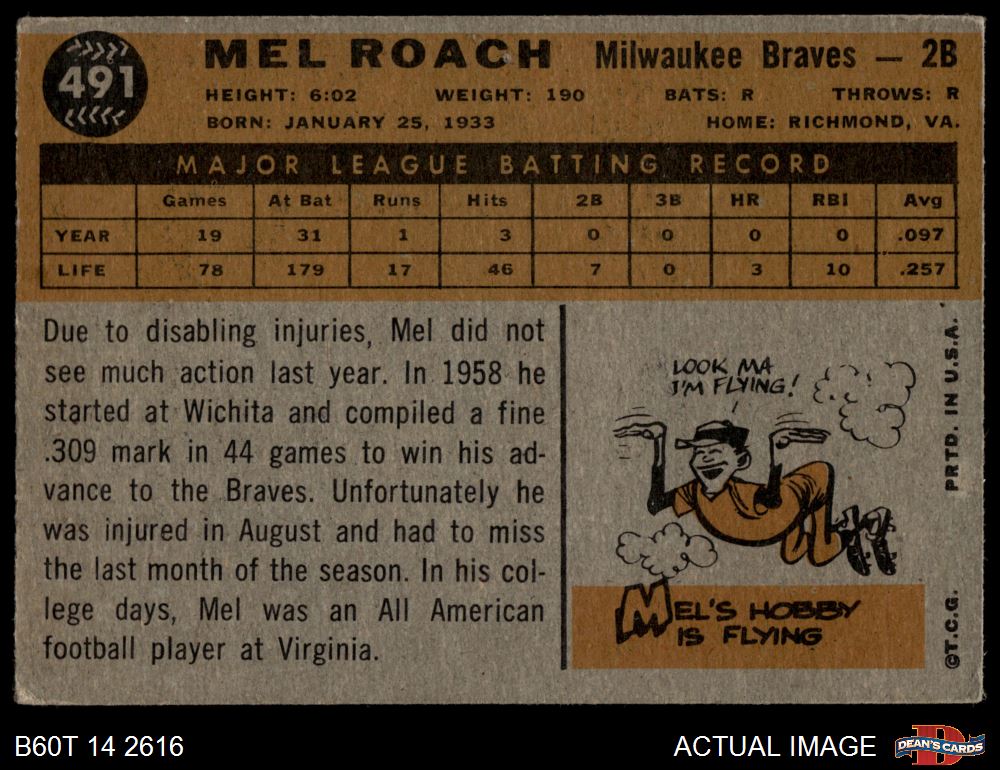 491
MEL ROACH Milwaukee Braves — 2B
HEIGHT: 6:02 WEIGHT: 190 BATS: R THROWS: R
BORN: JANUARY 25, 1933 HOME: RICHMOND, VA.
MAJOR LEAGUE BATTING RECORD
Games At Bat Runs Hits 2B 3B HR RBI Avg
YEAR 19 31 1 3 0 0 0 0 .097
LIFE 78 179 17 46 7 0 3 10 .257
Due to disabling injuries, Mel did not
see much action last year. In 1958 he
started at Wichita and compiled a fine
.309 mark in 44 games to win his ad-
vance to the Braves. Unfortunately he
was injured in August and had to miss
the last month of the season. In his col-
lege days, Mel was an All American
football player at Virginia.
LOOK MA
I'M FLYING!
MEL'S HOBBY
IS FLYING
©T.C.G. PRTD. IN U.S.A.
B60T 14 2616
ACTUAL IMAGE
D
DEAN'S CARDS